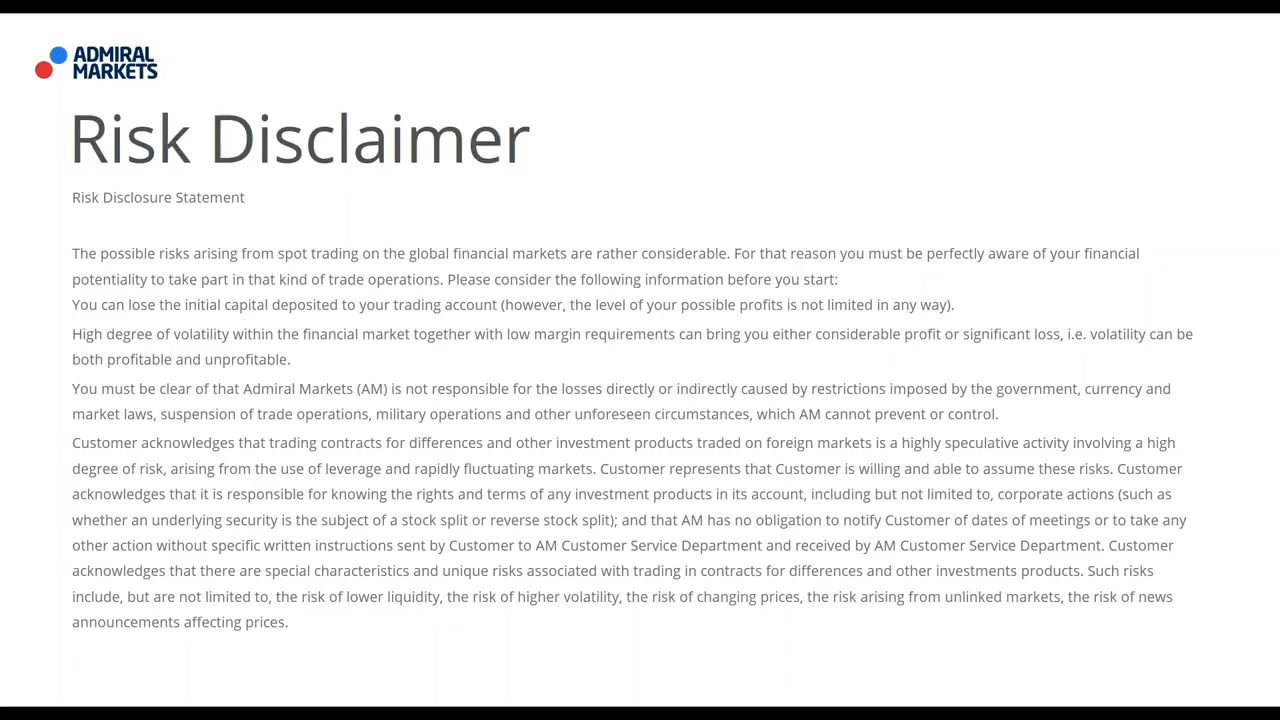 ADMIRAL
MARKETS
Risk Disclaimer
Risk Disclosure Statement
The possible risks arising from spot trading on the global financial markets are rather considerable. For that reason you must be perfectly aware of your financial
potentiality to take part in that kind of trade operations. Please consider the following information before you start:
You can lose the initial capital deposited to your trading account (however, the level of your possible profits is not limited in any way).
High degree of volatility within the financial market together with low margin requirements can bring you either considerable profit or significant loss, i.e. volatility can be
both profitable and unprofitable.
You must be clear of that Admiral Markets (AM) is not responsible for the losses directly or indirectly caused by restrictions imposed by the government, currency and
market laws, suspension of trade operations, military operations and other unforeseen circumstances, which AM cannot prevent or control.
Customer acknowledges that trading contracts for differences and other investment products traded on foreign markets is a highly speculative activity involving a high
degree of risk, arising from the use of leverage and rapidly fluctuating markets. Customer represents that Customer is willing and able to assume these risks. Customer
acknowledges that it is responsible for knowing the rights and terms of any investment products in its account, including but not limited to, corporate actions (such as
whether an underlying security is the subject of a stock split or reverse stock split); and that AM has no obligation to notify Customer of dates of meetings or to take any
other action without specific written instructions sent by Customer to AM Customer Service Department and received by AM Customer Service Department. Customer
acknowledges that there are special characteristics and unique risks associated with trading in contracts for differences and other investments products. Such risks
include, but are not limited to, the risk of lower liquidity, the risk of higher volatility, the risk of changing prices, the risk arising from unlinked markets, the risk of news
announcements affecting prices.